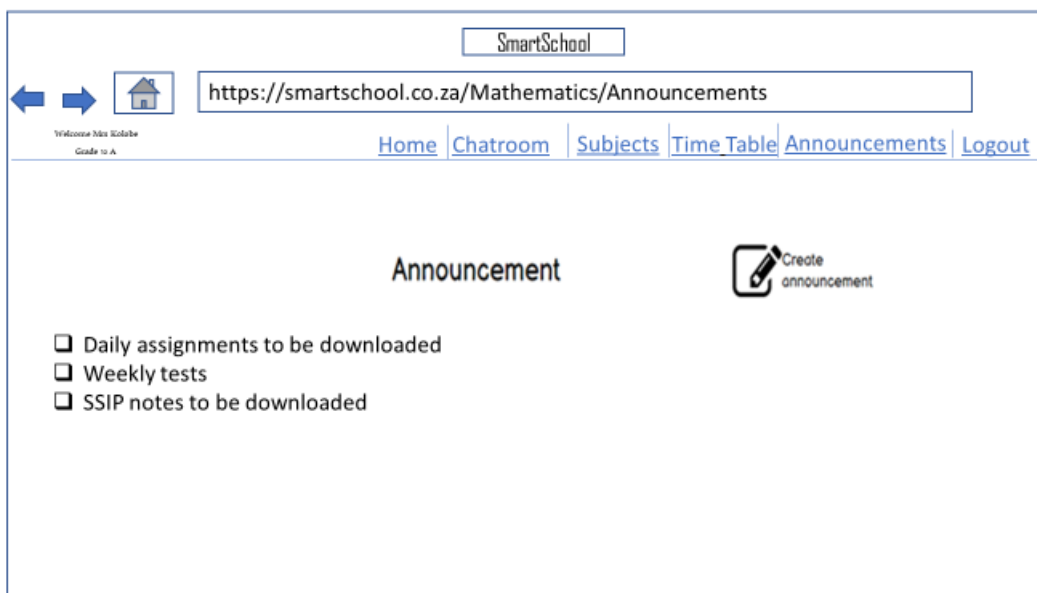 SmartSchool
https://smartschool.co.za/Mathematics/Announcements
Welcome Mrs Kolobe
Grade 12 A
Home Chatroom Subjects Time Table Announcements Logout
Announcement
Create
announcement
Daily assignments to be downloaded
Weekly tests
SSIP notes to be downloaded